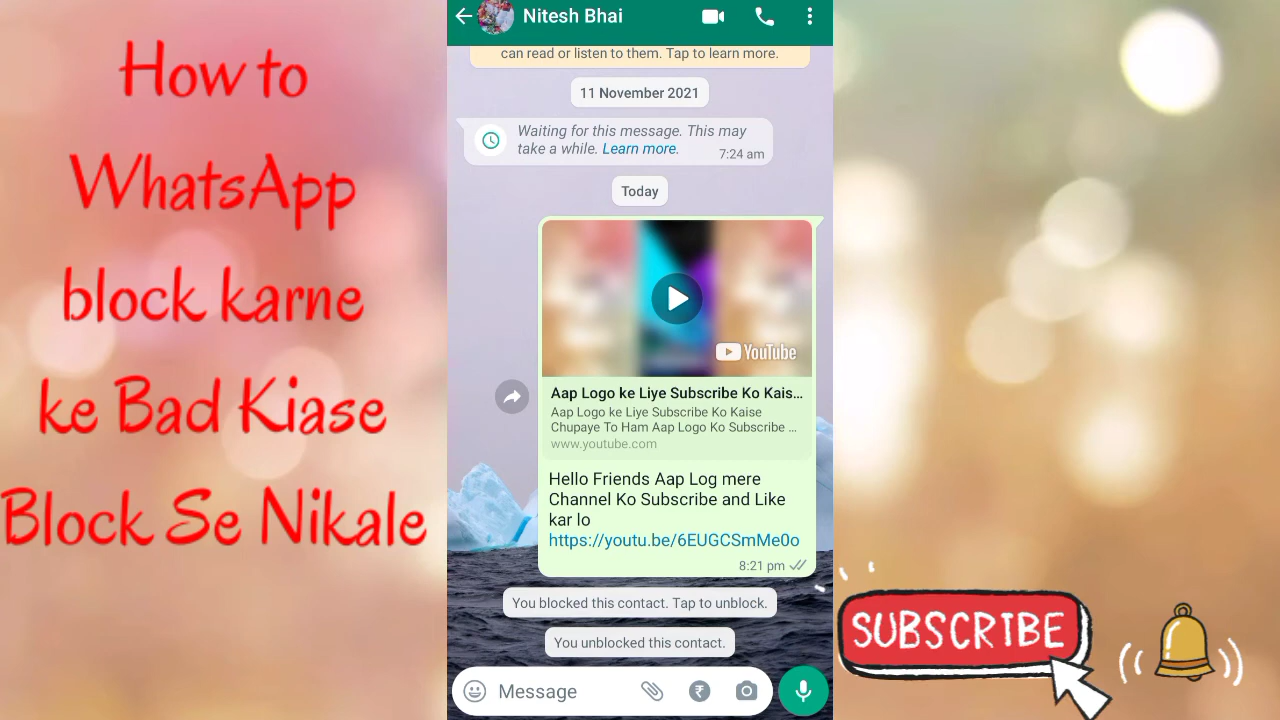 How to
WhatsApp
block karne
ke Bad Kiase
Block Se Nikale
Nitesh Bhai
can read or listen to them. Tap to learn more.
11 November 2021
Waiting for this message. This may
take a while. Learn more.
7:24 am
Today
YouTube
Aap Logo ke Liye Subscribe Ko Kais...
Aap Logo ke Liye Subscribe Ko Kaise
Chupaye To Ham Aap Logo Ko Subscribe ...
www.youtube.com
Hello Friends Aap Log mere
Channel Ko Subscribe and Like
kar lo
https://youtu.be/6EUGCSmMe0o
8:21 pm
You blocked this contact. Tap to unblock.
You unblocked this contact.
Message
₹
SUBSCRIBE